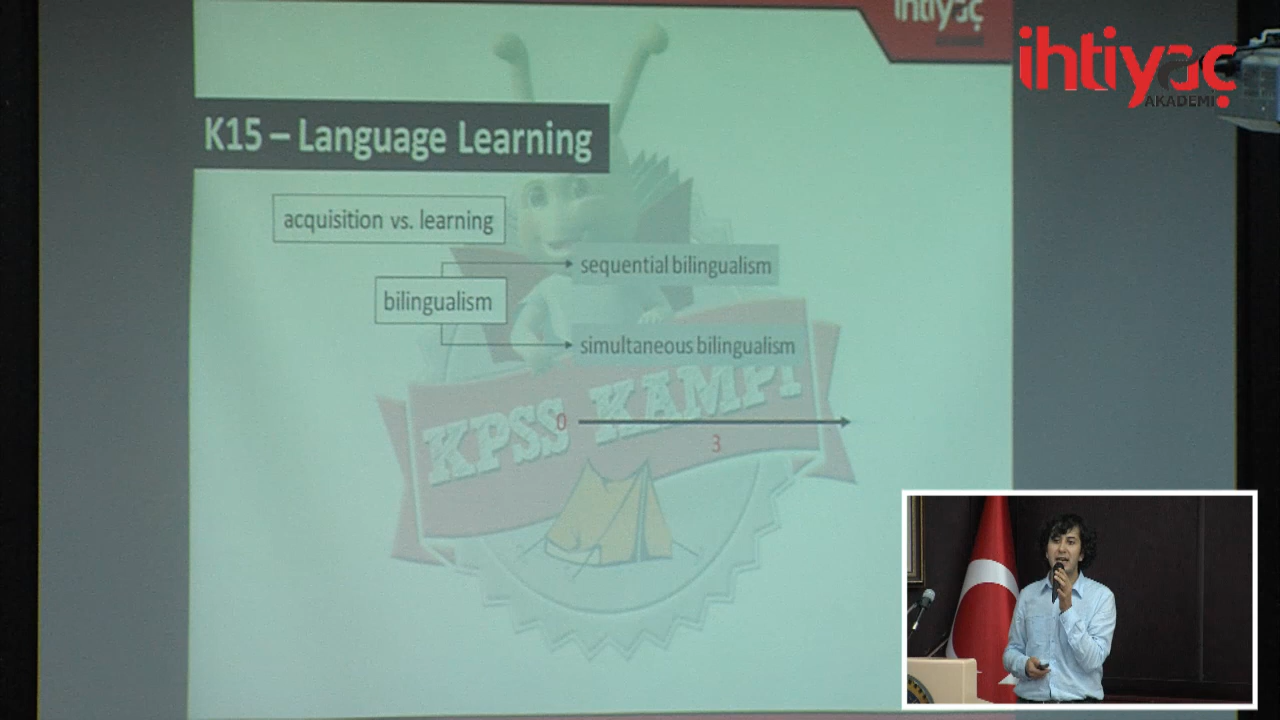 ihtiyaç
ihtiyaç
AKADEMİ
K15 – Language Learning
acquisition vs. learning
sequential bilingualism
bilingualism
simultaneous bilingualism
KPSS KAMPI
0
3